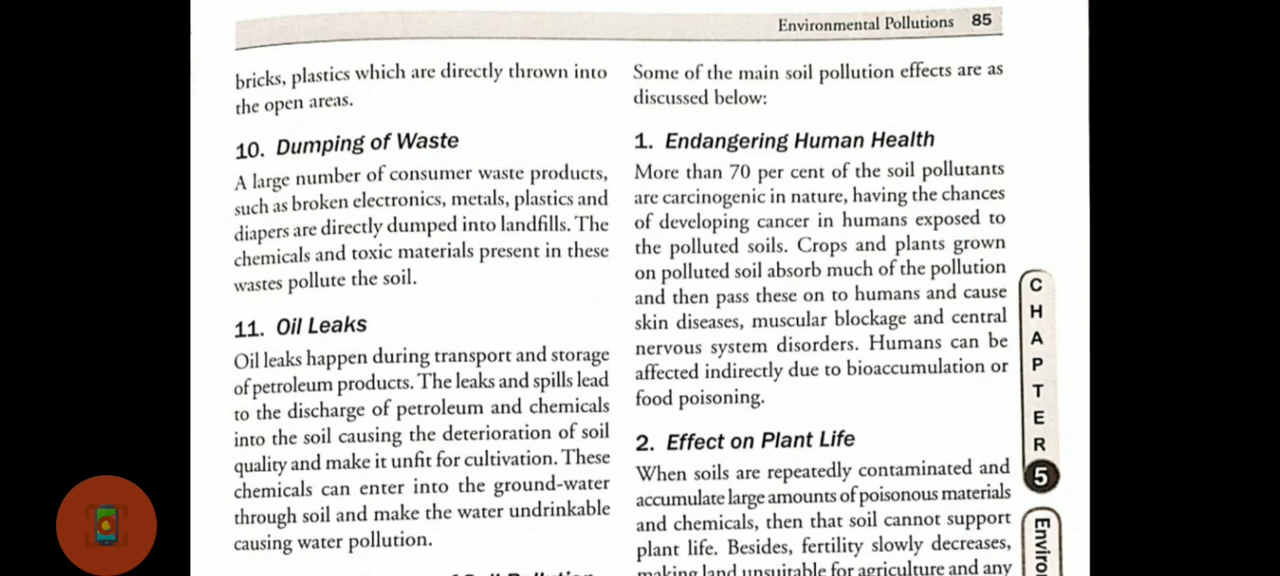 Environmental Pollutions 85
bricks, plastics which are directly thrown into
the open areas.
10. Dumping of Waste
A large number of consumer waste products,
such as broken electronics, metals, plastics and
diapers are directly dumped into landfills. The
chemicals and toxic materials present in these
wastes pollute the soil.
11. Oil Leaks
Oil leaks happen during transport and storage
of petroleum products. The leaks and spills lead
to the discharge of petroleum and chemicals
into the soil causing the deterioration of soil
quality and make it unfit for cultivation. These
chemicals can enter into the ground-water
through soil and make the water undrinkable
causing water pollution.
Some of the main soil pollution effects are as
discussed below:
1. Endangering Human Health
More than 70 per cent of the soil pollutants
are carcinogenic in nature, having the chances
of developing cancer in humans exposed to
the polluted soils. Crops and plants grown
on polluted soil absorb much of the pollution
and then pass these on to humans and cause
skin diseases, muscular blockage and central
nervous system disorders. Humans can be
affected indirectly due to bioaccumulation or
food poisoning.
2. Effect on Plant Life
When soils are repeatedly contaminated and
accumulate large amounts of poisonous materials
and chemicals, then that soil cannot support
plant life. Besides, fertility slowly decreases,
making land unsuitable for agriculture and any
CHAPTER 5